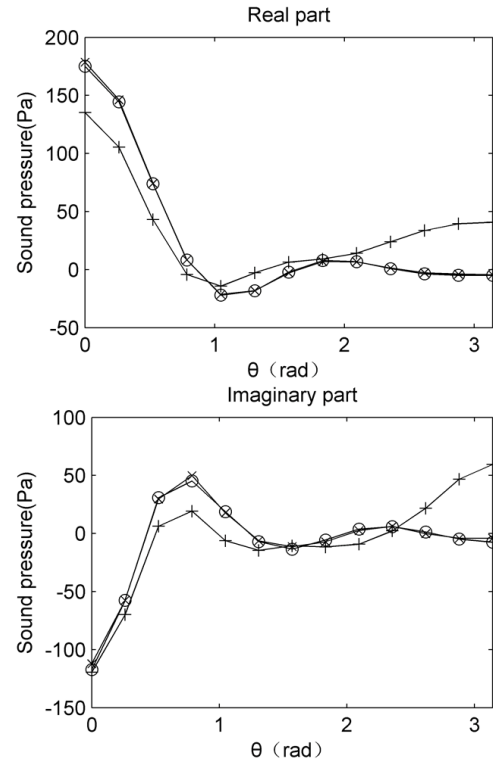 Real part
200
150
100
50
0
-50
Sound pressure(Pa)
0 1 2 3
θ（rad）
Imaginary part
100
50
0
-50
-100
-150
Sound pressure(Pa)
0 1 2 3
θ（rad）